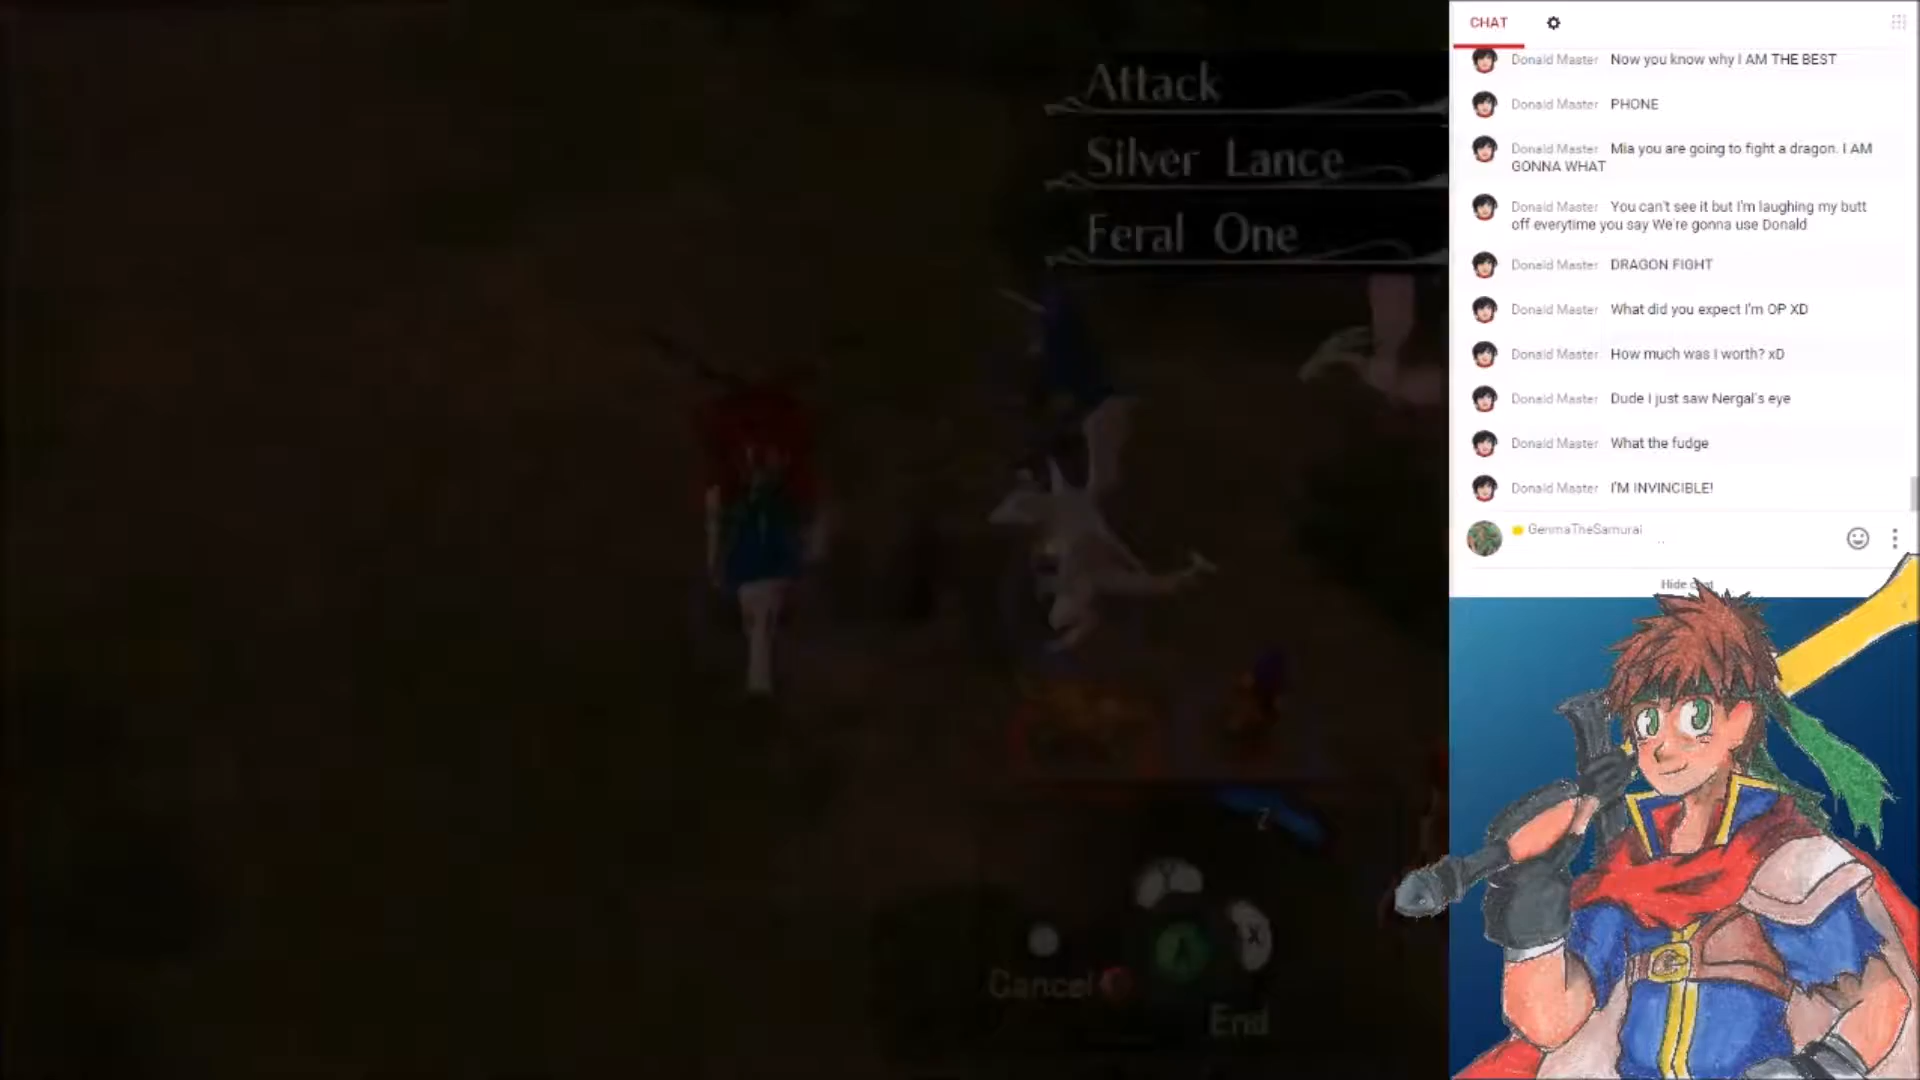 Attack
Silver Lance
Feral One
Z
Y
X
A
Cancel
End
CHAT
Donald Master Now you know why I AM THE BEST
Donald Master PHONE
Donald Master Mia you are going to fight a dragon. I AM
GONNA WHAT
Donald Master You can't see it but I'm laughing my butt
off everytime you say We're gonna use Donald
Donald Master DRAGON FIGHT
Donald Master What did you expect I'm OP XD
Donald Master How much was I worth? xD
Donald Master Dude I just saw Nergal's eye
Donald Master What the fudge
Donald Master I'M INVINCIBLE!
GenmaTheSamurai
Hide chat